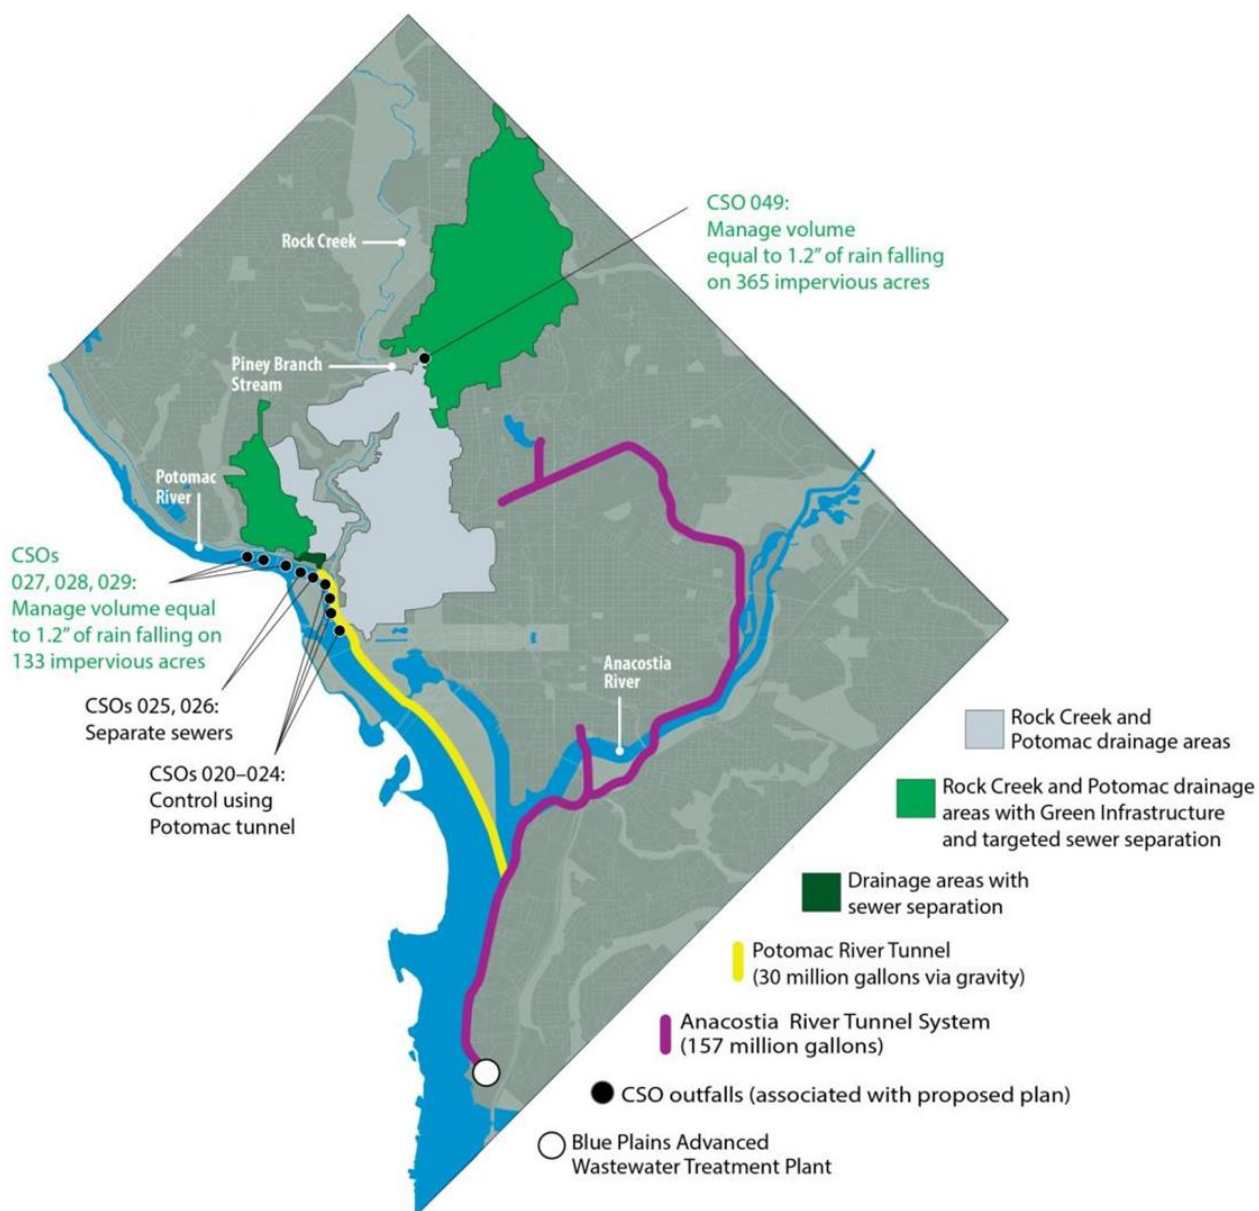 CSO 049:
Manage volume
equal to 1.2” of rain falling
on 365 impervious acres
Rock Creek
Piney Branch
Stream
Potomac
River
CSOs
027, 028, 029:
Manage volume equal
to 1.2” of rain falling on
133 impervious acres
Anacostia
River
CSOs 025, 026:
Separate sewers
CSOs 020–024:
Control using
Potomac tunnel
Rock Creek and
Potomac drainage areas
Rock Creek and Potomac drainage
areas with Green Infrastructure
and targeted sewer separation
Drainage areas with
sewer separation
Potomac River Tunnel
(30 million gallons via gravity)
Anacostia River Tunnel System
(157 million gallons)
CSO outfalls (associated with proposed plan)
Blue Plains Advanced
Wastewater Treatment Plant